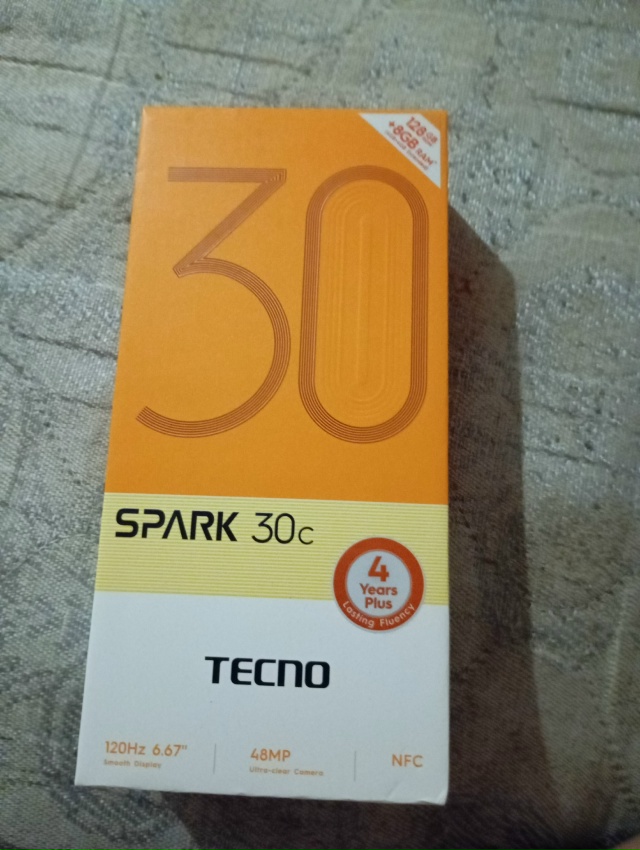 128GB
+8GB RAM*
30
SPARK 30C
4
Years
Plus
Lasting Fluency
TECNO
120Hz 6.67"
Smooth Display
48MP
Ultra-clear Camera
NFC